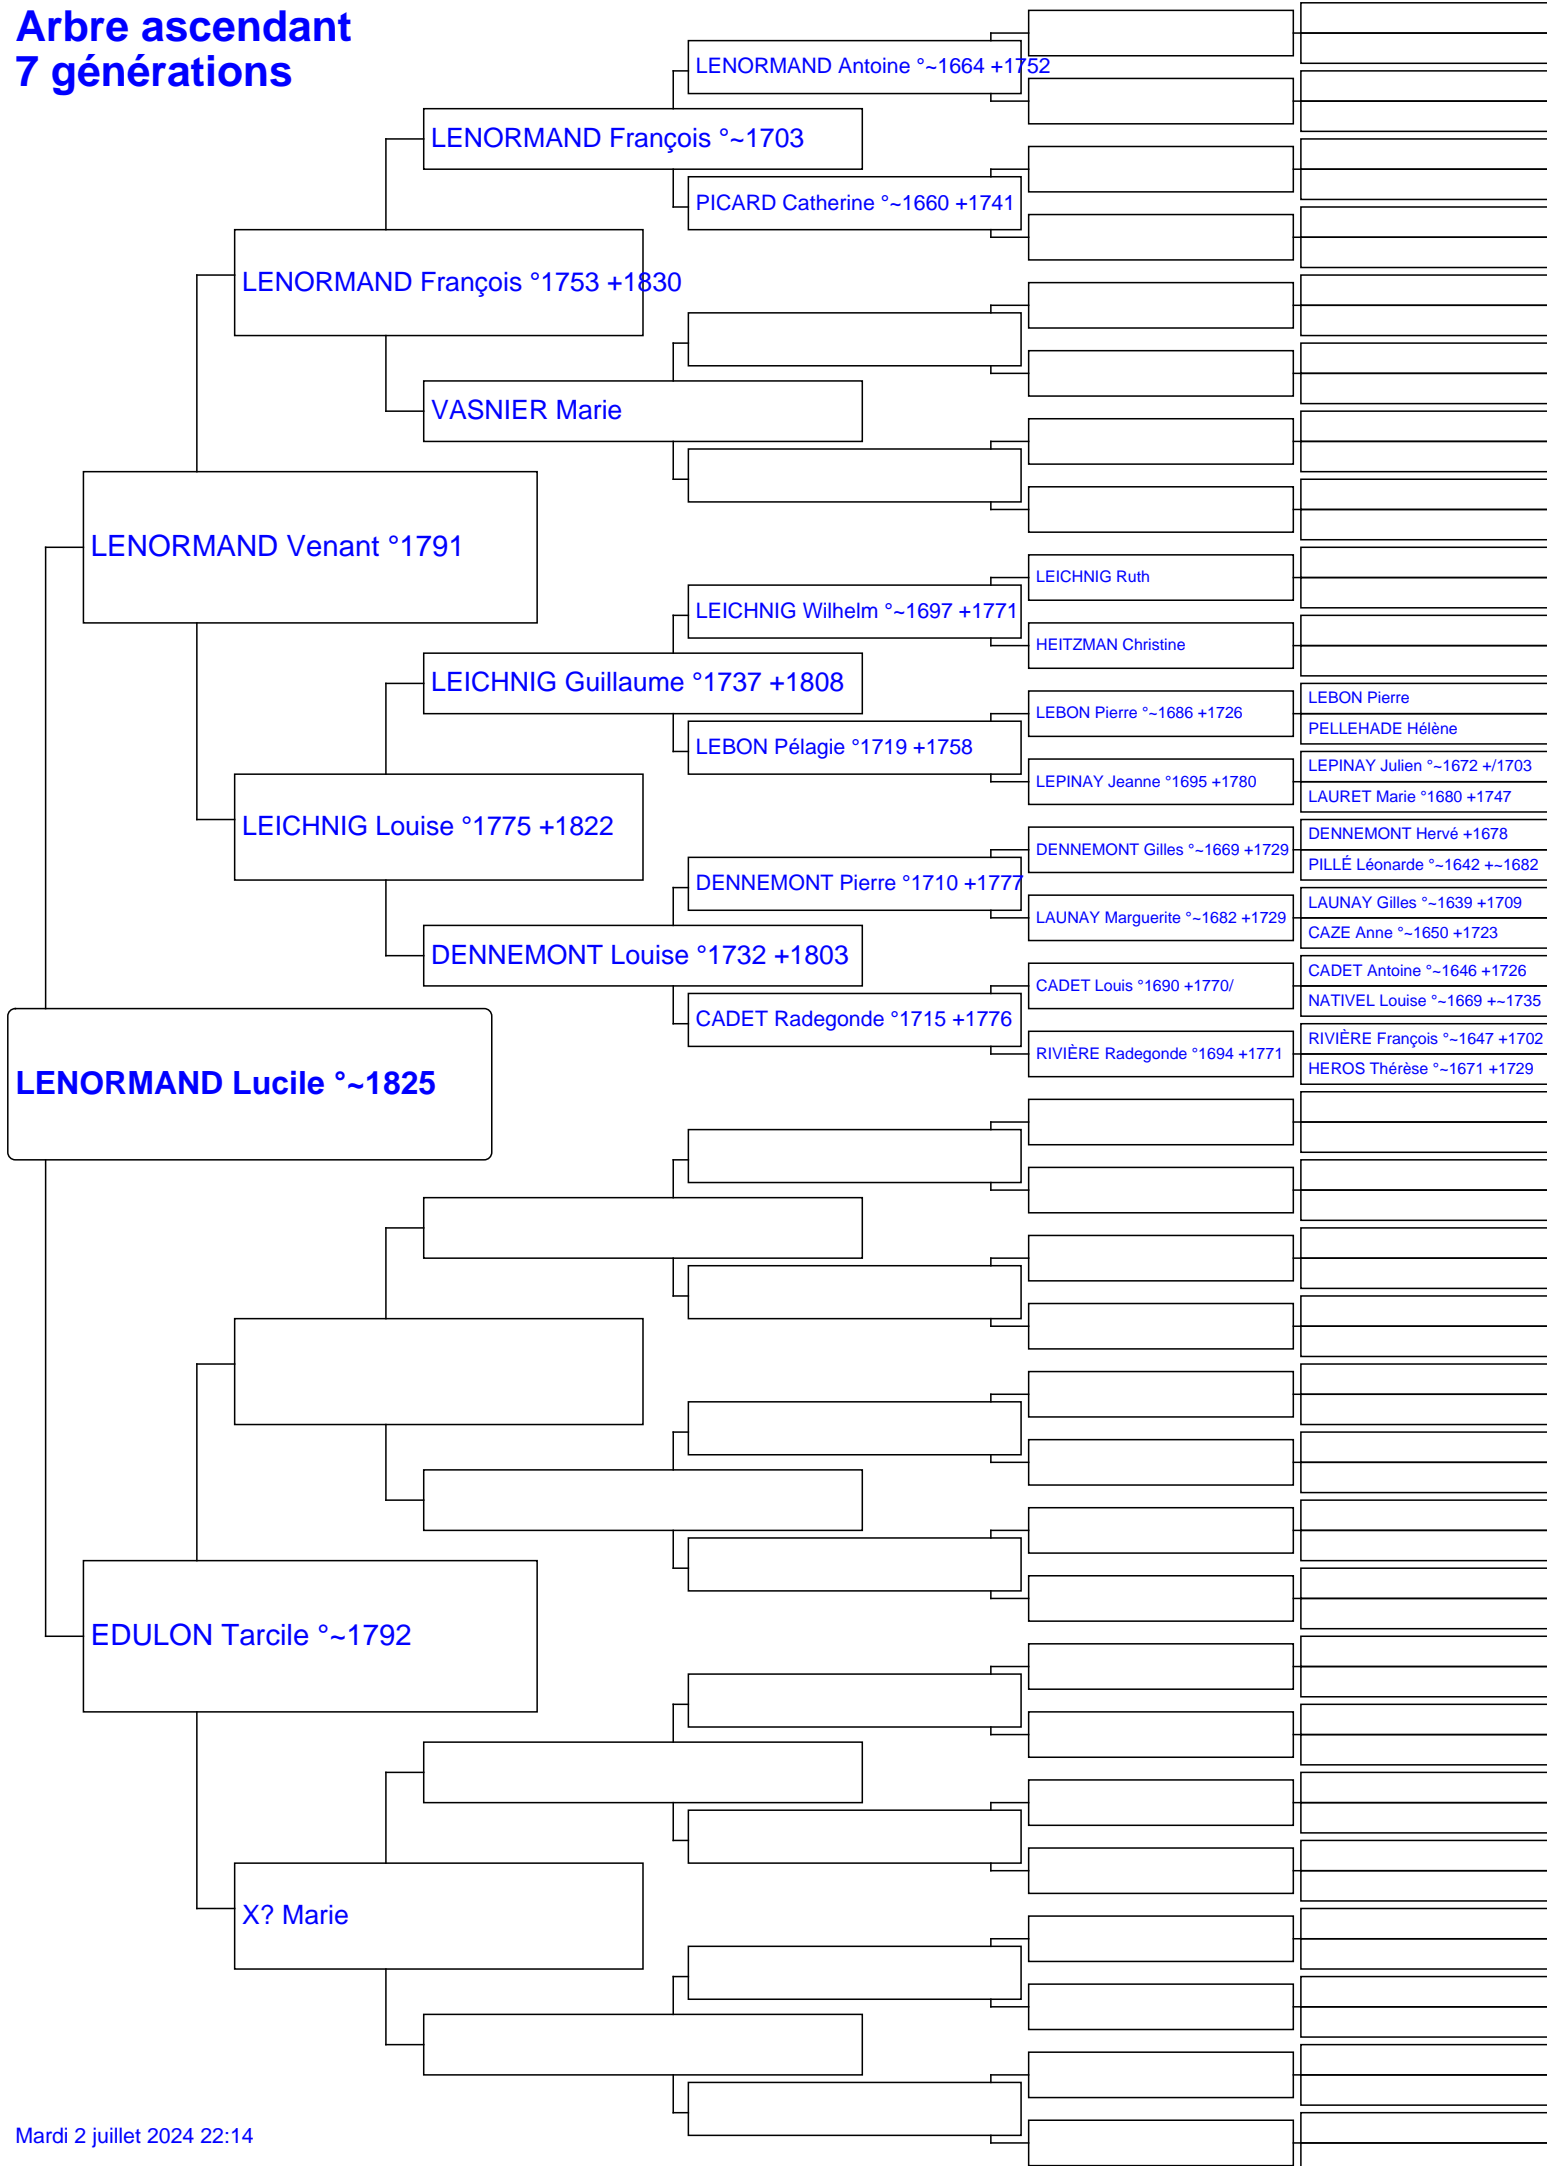 Arbre ascendant
7 générations
LENORMAND Antoine °~1664 +1752
LENORMAND François °~1703
PICARD Catherine °~1660 +1741
LENORMAND François °1753 +1830
VASNIER Marie
LENORMAND Venant °1791
LEICHNIG Ruth
LEICHNIG Wilhelm °~1697 +1771
HEITZMAN Christine
LEICHNIG Guillaume °1737 +1808
LEBON Pierre
LEBON Pierre °~1686 +1726
PELLEHADE Hélène
LEBON Pélagie °1719 +1758
LEPINAY Julien °~1672 +/1703
LEPINAY Jeanne °1695 +1780
LAURET Marie °1680 +1747
LEICHNIG Louise °1775 +1822
DENNEMONT Hervé +1678
DENNEMONT Gilles °~1669 +1729
PILLÉ Léonarde °~1642 +~1682
DENNEMONT Pierre °1710 +1777
LAUNAY Gilles °~1639 +1709
LAUNAY Marguerite °~1682 +1729
CAZE Anne °~1650 +1723
DENNEMONT Louise °1732 +1803
CADET Antoine °~1646 +1726
CADET Louis °1690 +1770/
NATIVEL Louise °~1669 +~1735
CADET Radegonde °1715 +1776
RIVIÈRE François °~1647 +1702
RIVIÈRE Radegonde °1694 +1771
HEROS Thérèse °~1671 +1729
LENORMAND Lucile °~1825
EDULON Tarcile °~1792
X? Marie
Mardi 2 juillet 2024 22:14